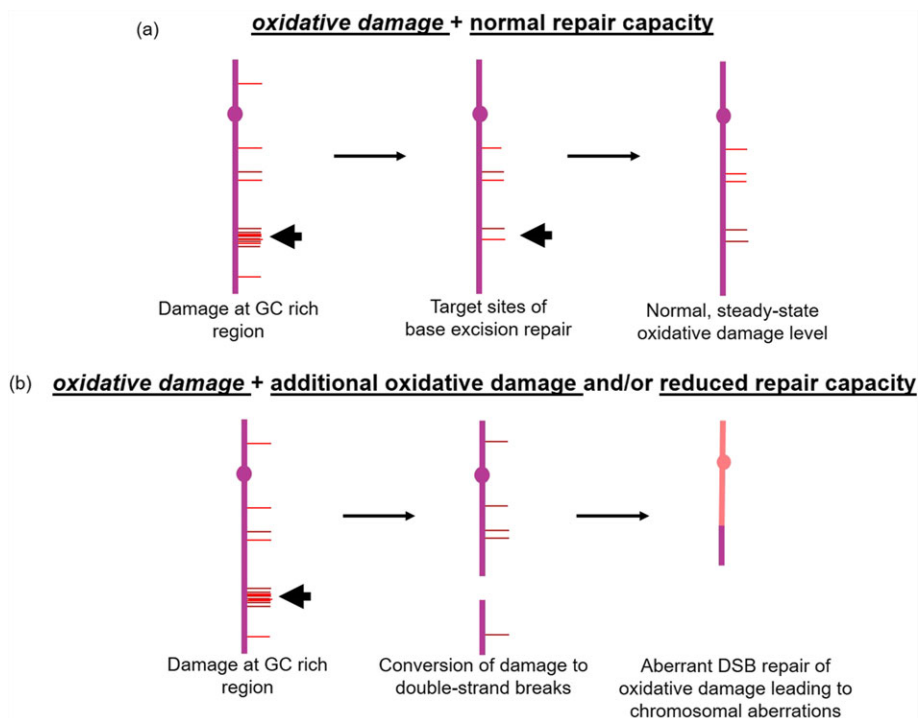 (a) oxidative damage + normal repair capacity
Damage at GC rich
region
Target sites of
base excision repair
Normal, steady-state
oxidative damage level
(b) oxidative damage + additional oxidative damage and/or reduced repair capacity
Damage at GC rich
region
Conversion of damage to
double-strand breaks
Aberrant DSB repair of
oxidative damage leading to
chromosomal aberrations